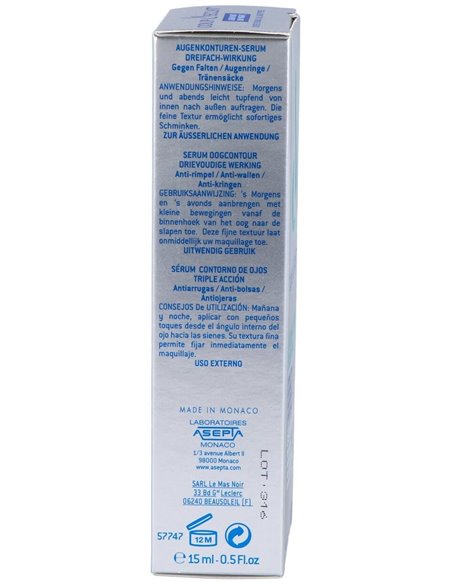 AUGENKONTUREN-SERUM
DREIFACH-WIRKUNG
Gegen Falten / Augenringe /
Tränensäcke
ANWENDUNGSHINWEISE: Morgens
und abends leicht tupfend von
innen nach außen auftragen. Die
feine Textur ermöglicht sofortiges
Schminken.
ZUR ÄUSSERLICHEN ANWENDUNG
SERUM OOGCONTOUR
DRIEVOUDIGE WERKING
Anti-rimpel / Anti-wallen /
Anti-kringen
GEBRUIKSAANWIJZING: 's Morgens
en 's avonds aanbrengen met
kleine bewegingen vanaf de
binnenhoek van het oog naar de
slapen toe. Deze fijne textuur laat
onmiddellijk uw maquillage toe.
UITWENDIG GEBRUIK
SÉRUM CONTORNO DE OJOS
TRIPLE ACCIÓN
Antiarrugas / Anti-bolsas /
Antiojeras
CONSEJOS De UTILIZACIÓN: Mañana
y noche, aplicar con pequeños
toques desde el ángulo interno del
ojo hacia las sienes. Su textura fina
permite fijar inmediatamente el
maquillaje.
USO EXTERNO
MADE IN MONACO
LABORATOIRES
ASEPTA
MONACO
1/3 avenue Albert II
98000 Monaco
www.asepta.com
LOT·316
SARL Le Mas Noir
33 Bd Gal Leclerc
06240 BEAUSOLEIL (F)
57747
12M
e 15 ml - 0.5 Fl.oz